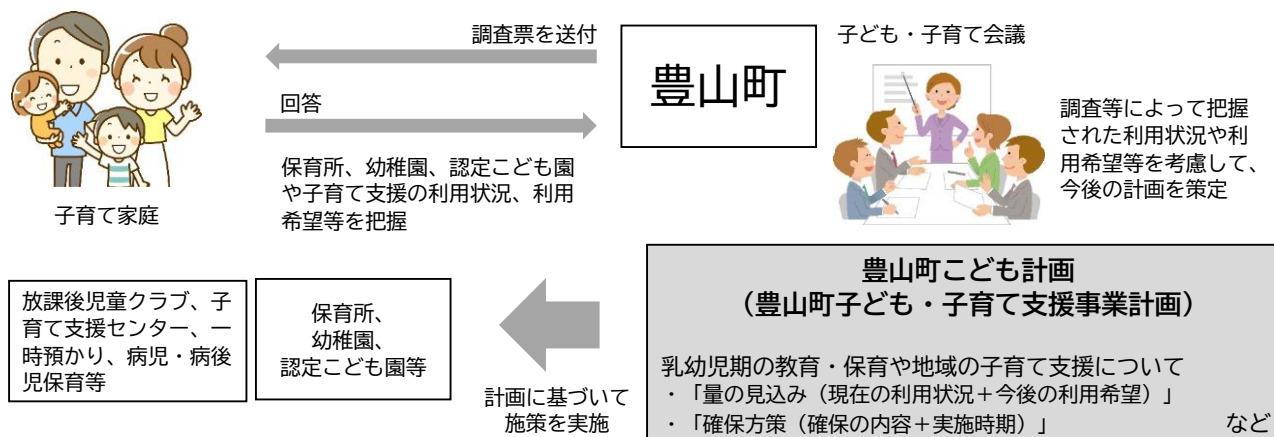 調査票を送付
豊山町
子ども・子育て会議
回答
調査等によって把握
された利用状況や利
用希望等を考慮して、
今後の計画を策定
保育所、幼稚園、認定こども園
や子育て支援の利用状況、利用
希望等を把握
子育て家庭
豊山町こども計画
（豊山町子ども・子育て支援事業計画）
乳幼児期の教育・保育や地域の子育て支援について
・「量の見込み（現在の利用状況＋今後の利用希望）」
・「確保方策（確保の内容＋実施時期）」 など
放課後児童クラブ、子
育て支援センター、一
時預かり、病児・病後
児保育等
保育所、
幼稚園、
認定こども園等
計画に基づいて
施策を実施